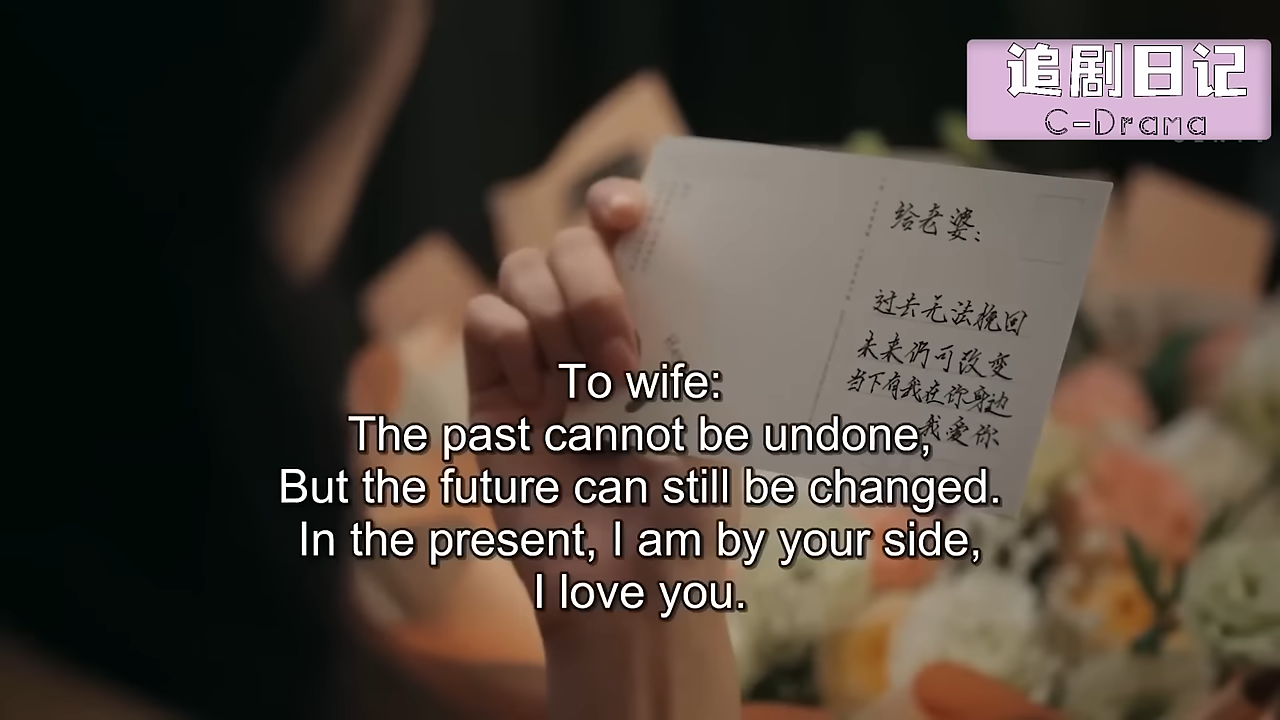 追剧日记
C-Drama
给老婆:
过去无法挽回
未来仍可改变
当下有我在你身边
我爱你
To wife:
The past cannot be undone,
But the future can still be changed.
In the present, I am by your side,
I love you.